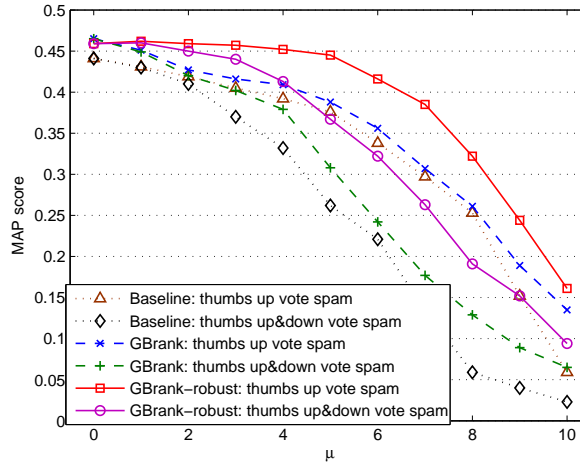 0.5
0.45
0.4
0.35
0.3
0.25
0.2
0.15
0.1
0.05
0
MAP score
Baseline: thumbs up vote spam
Baseline: thumbs up&down vote spam
GBrank: thumbs up vote spam
GBrank: thumbs up&down vote spam
GBrank-robust: thumbs up vote spam
GBrank-robust: thumbs up&down vote spam
0 2 4 6 8 10
μ